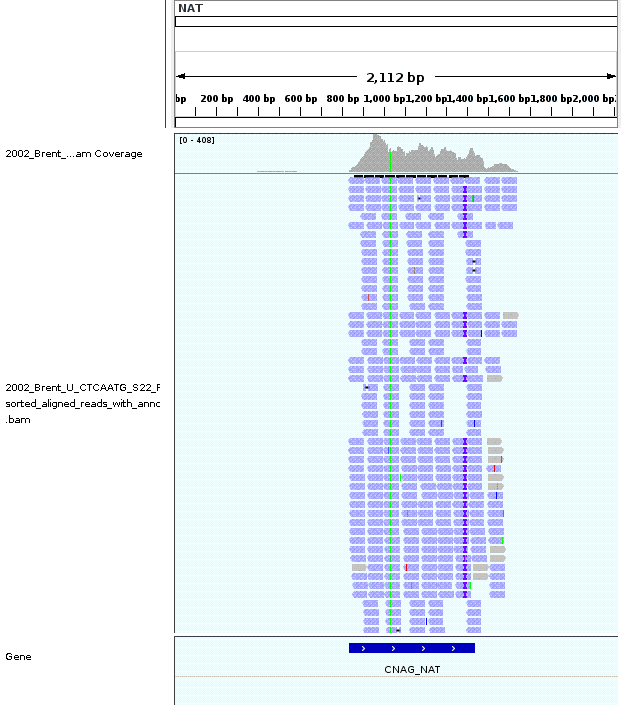 NAT
2,112 bp
bp 200 bp 400 bp 600 bp 800 bp 1,000 bp 1,200 bp 1,400 bp 1,600 bp 1,800 bp 2,000 bp
[0 - 408]
2002_Brent_...am Coverage
2002_Brent_U_CTCAATG_S22_F
sorted_aligned_reads_with_annc
.bam
Gene
CNAG_NAT